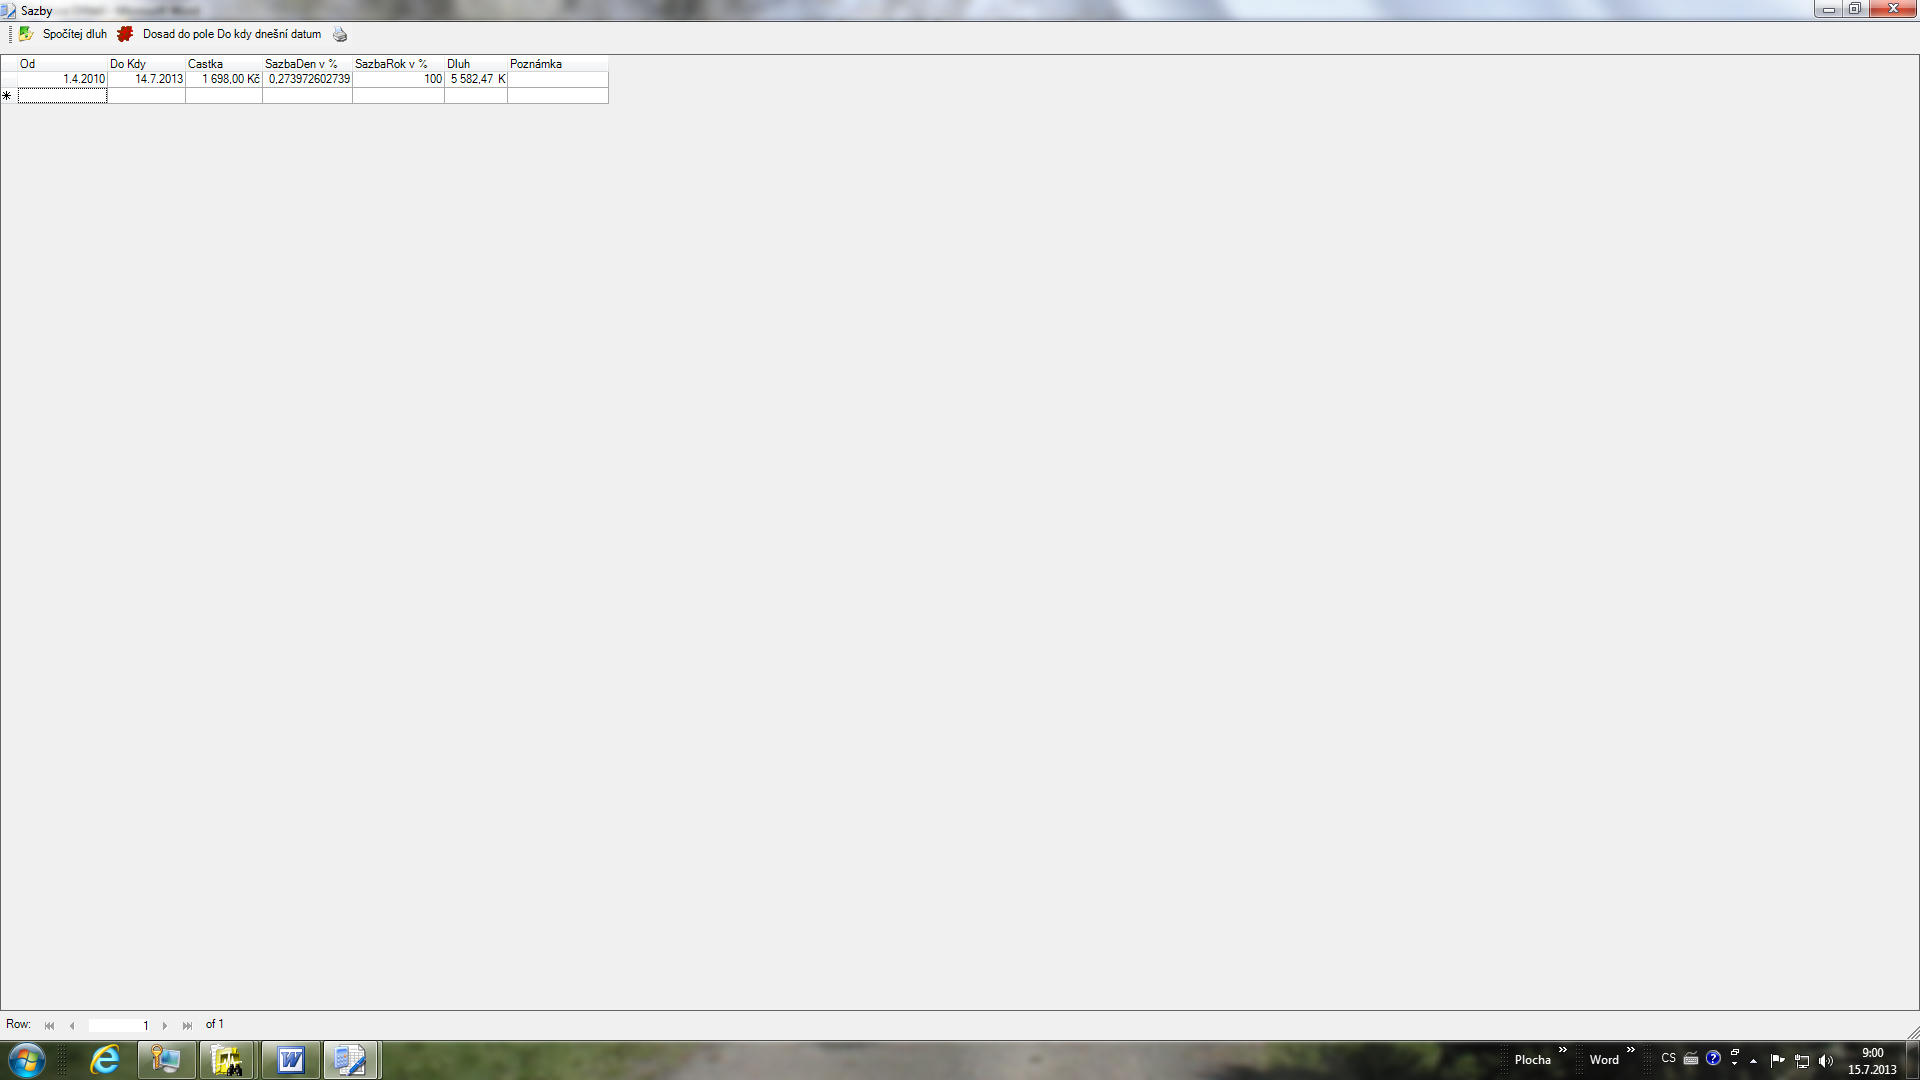 Sazby
Spočítej dluh Dosad do pole Do kdy dnešní datum
Od Do Kdy Castka SazbaDen v % SazbaRok v % Dluh Poznámka
1.4.2010 14.7.2013 1 698,00 Kč 0,273972602739 100 5 582,47 K
Row: 1 of 1
Plocha » Word » CS 9:00
15.7.2013